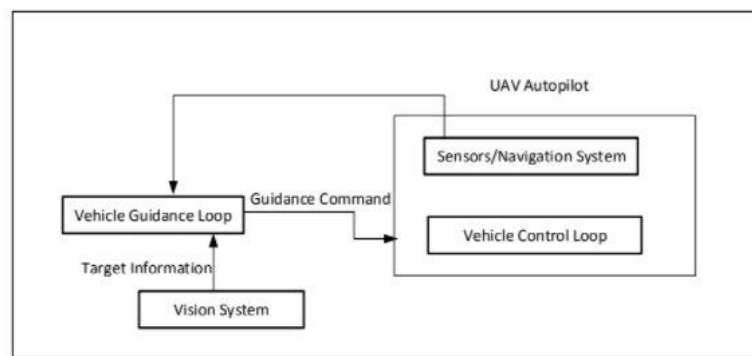 UAV Autopilot
Sensors/Navigation System
Guidance Command
Vehicle Guidance Loop
Vehicle Control Loop
Target Information
Vision System